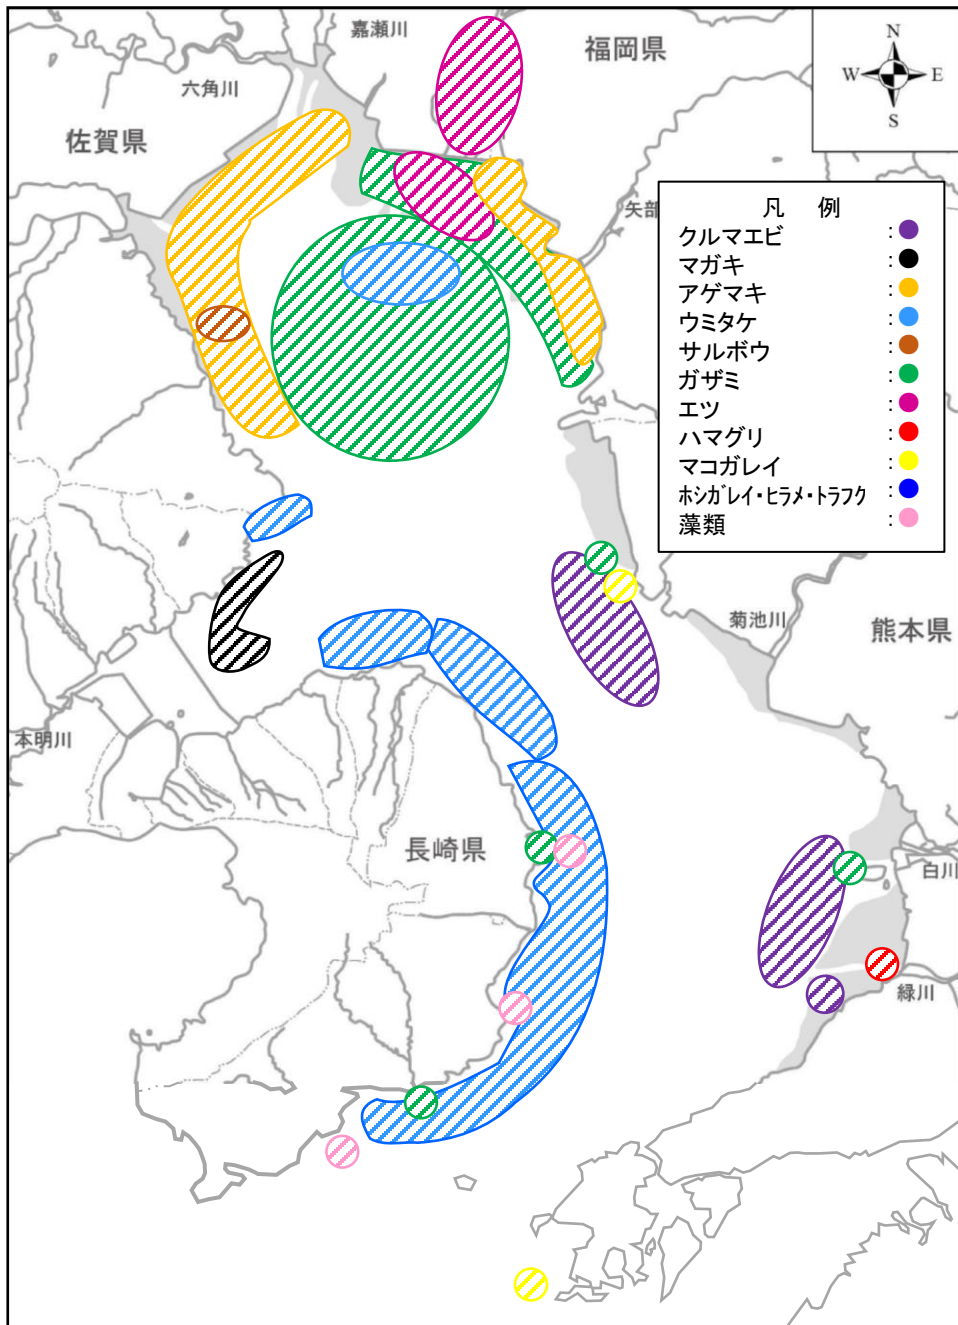 嘉瀬川
福岡県
N
W
E
S
六角川
佐賀県
矢部
凡 例
クルマエビ :
マガキ :
アゲマキ :
ウミタケ :
サルボウ :
ガザミ :
エツ :
ハマグリ :
マコガレイ :
ホシガレイ・ヒラメ・トラフク :
藻類 :
菊池川
熊本県
本明川
長崎県
白川
緑川